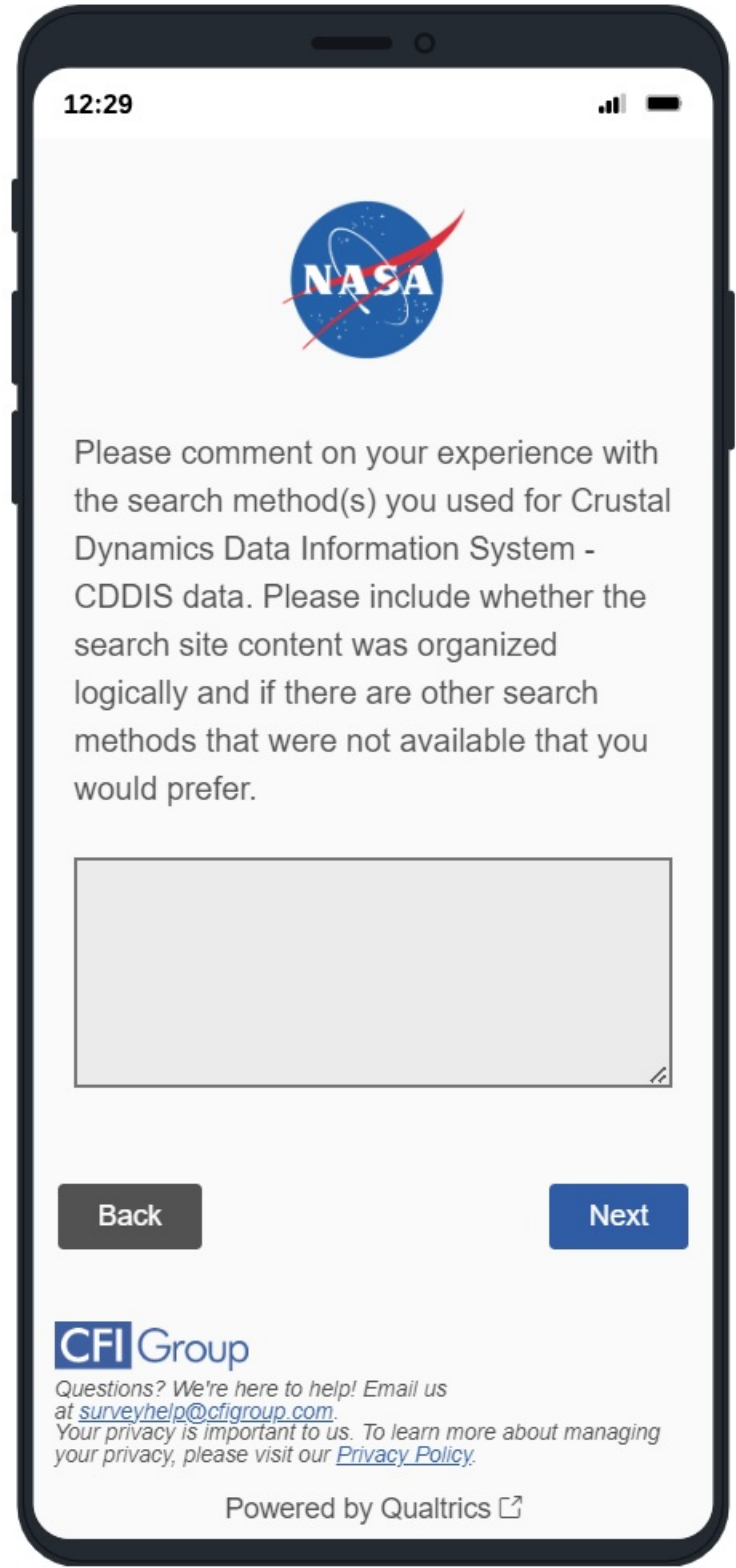 12:29
NASA
Please comment on your experience with
the search method(s) you used for Crustal
Dynamics Data Information System -
CDDIS data. Please include whether the
search site content was organized
logically and if there are other search
methods that were not available that you
would prefer.
Back
Next
CFI Group
Questions? We're here to help! Email us
at surveyhelp@cfigroup.com.
Your privacy is important to us. To learn more about managing
your privacy, please visit our Privacy Policy.
Powered by Qualtrics